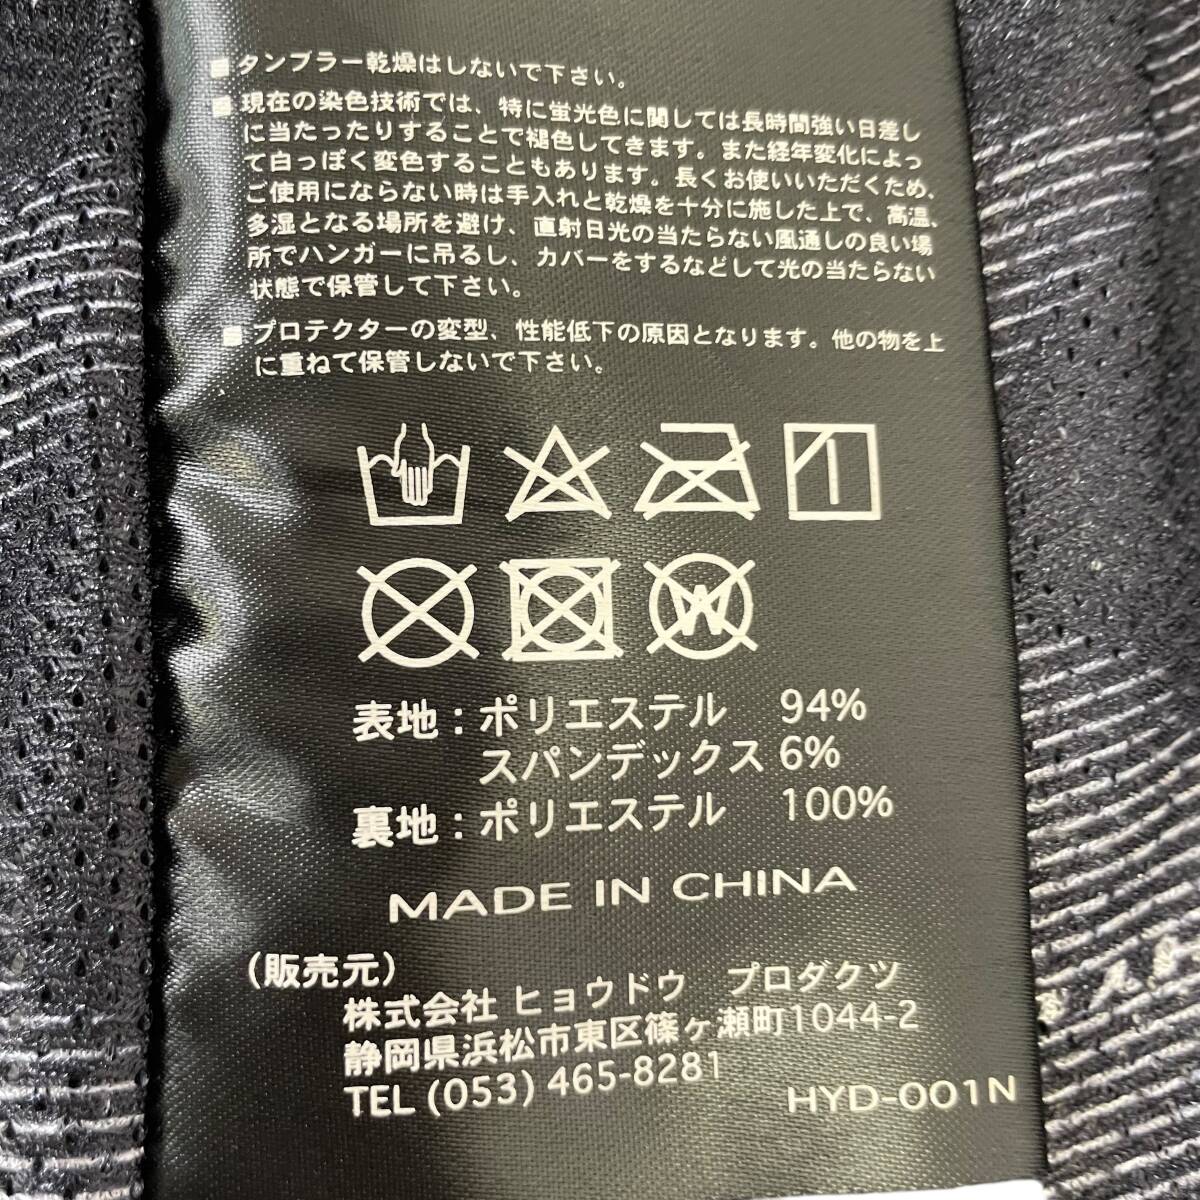 ■タンブラー乾燥はしないで下さい。
■現在の染色技術では、特に蛍光色に関しては長時間強い日差し
に当たったりすることで褪色してきます。また経年変化によっ
て白っぽく変色することもあります。長くお使いいただくため、
ご使用にならない時は手入れと乾燥を十分に施した上で、高温、
多湿となる場所を避け、直射日光の当たらない風通しの良い場
所でハンガーに吊るし、カバーをするなどして光の当たらない
状態で保管して下さい。
■プロテクターの変型、性能低下の原因となります。他の物を上
に重ねて保管しないで下さい。
W
表地:ポリエステル 94%
スパンデックス 6%
裏地:ポリエステル 100%
MADE IN CHINA
(販売元)
株式会社 ヒョウドウ プロダクツ
静岡県浜松市東区篠ヶ瀬町1044-2
TEL (053) 465-8281
HYD-001N